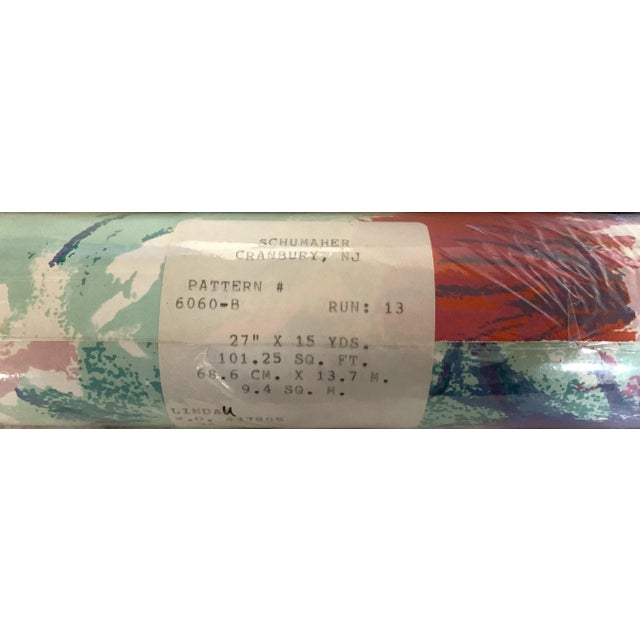 SCHUMAHER
CRANBURY, NJ
PATTERN #
6060-B RUN: 13
27" X 15 YDS.
101.25 SQ. FT.
68.6 CM. X 13.7 M.
9.4 SQ. M.
LINDAU